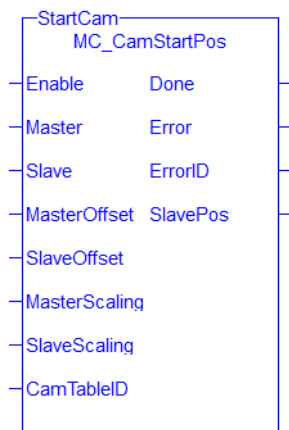 StartCam
MC_CamStartPos
Enable Done
Master Error
Slave ErrorID
MasterOffset SlavePos
SlaveOffset
MasterScaling
SlaveScaling
CamTableID